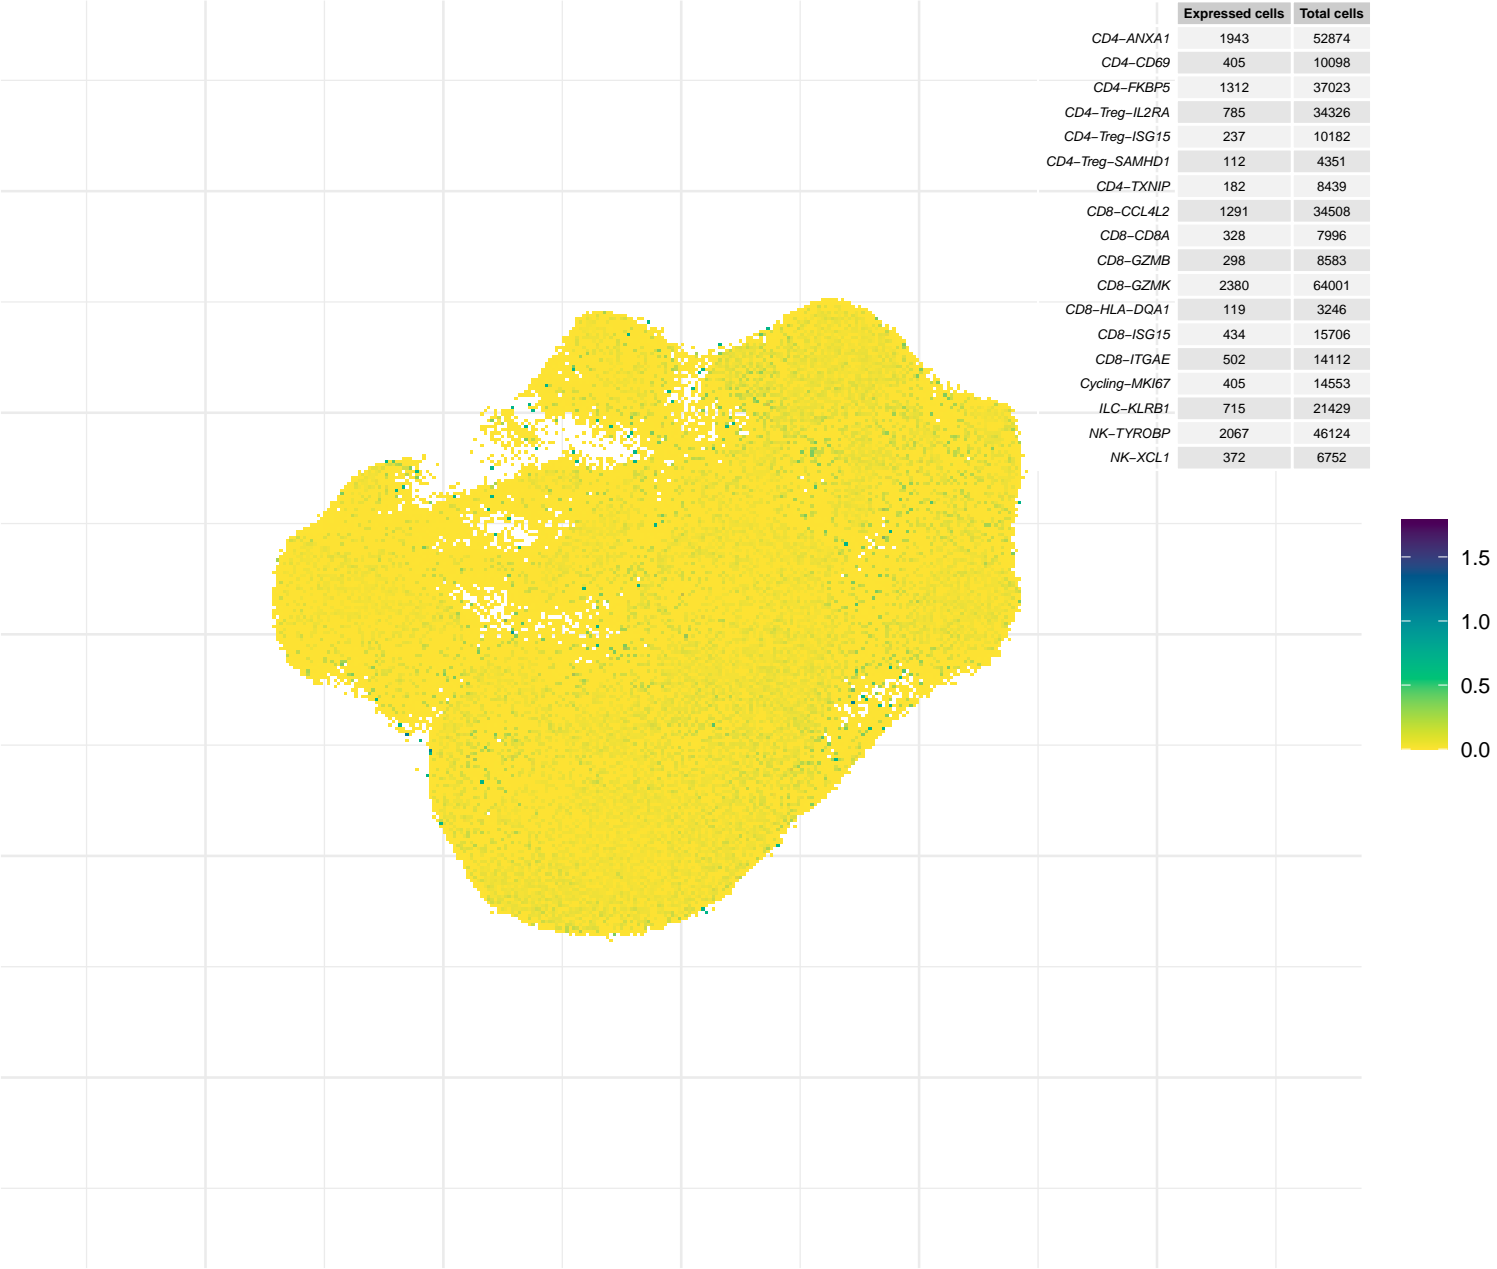 Expressed cells Total cells
CD4−ANXA1 1943 52874
CD4−CD69 405 10098
CD4−FKBP5 1312 37023
CD4−Treg−IL2RA 785 34326
CD4−Treg−ISG15 237 10182
CD4−Treg−SAMHD1 112 4351
CD4−TXNIP 182 8439
CD8−CCL4L2 1291 34508
CD8−CD8A 328 7996
CD8−GZMB 298 8583
CD8−GZMK 2380 64001
CD8−HLA−DQA1 119 3246
CD8−ISG15 434 15706
CD8−ITGAE 502 14112
Cycling−MKI67 405 14553
ILC−KLRB1 715 21429
NK−TYROBP 2067 46124
NK−XCL1 372 6752
1.5
1.0
0.5
0.0